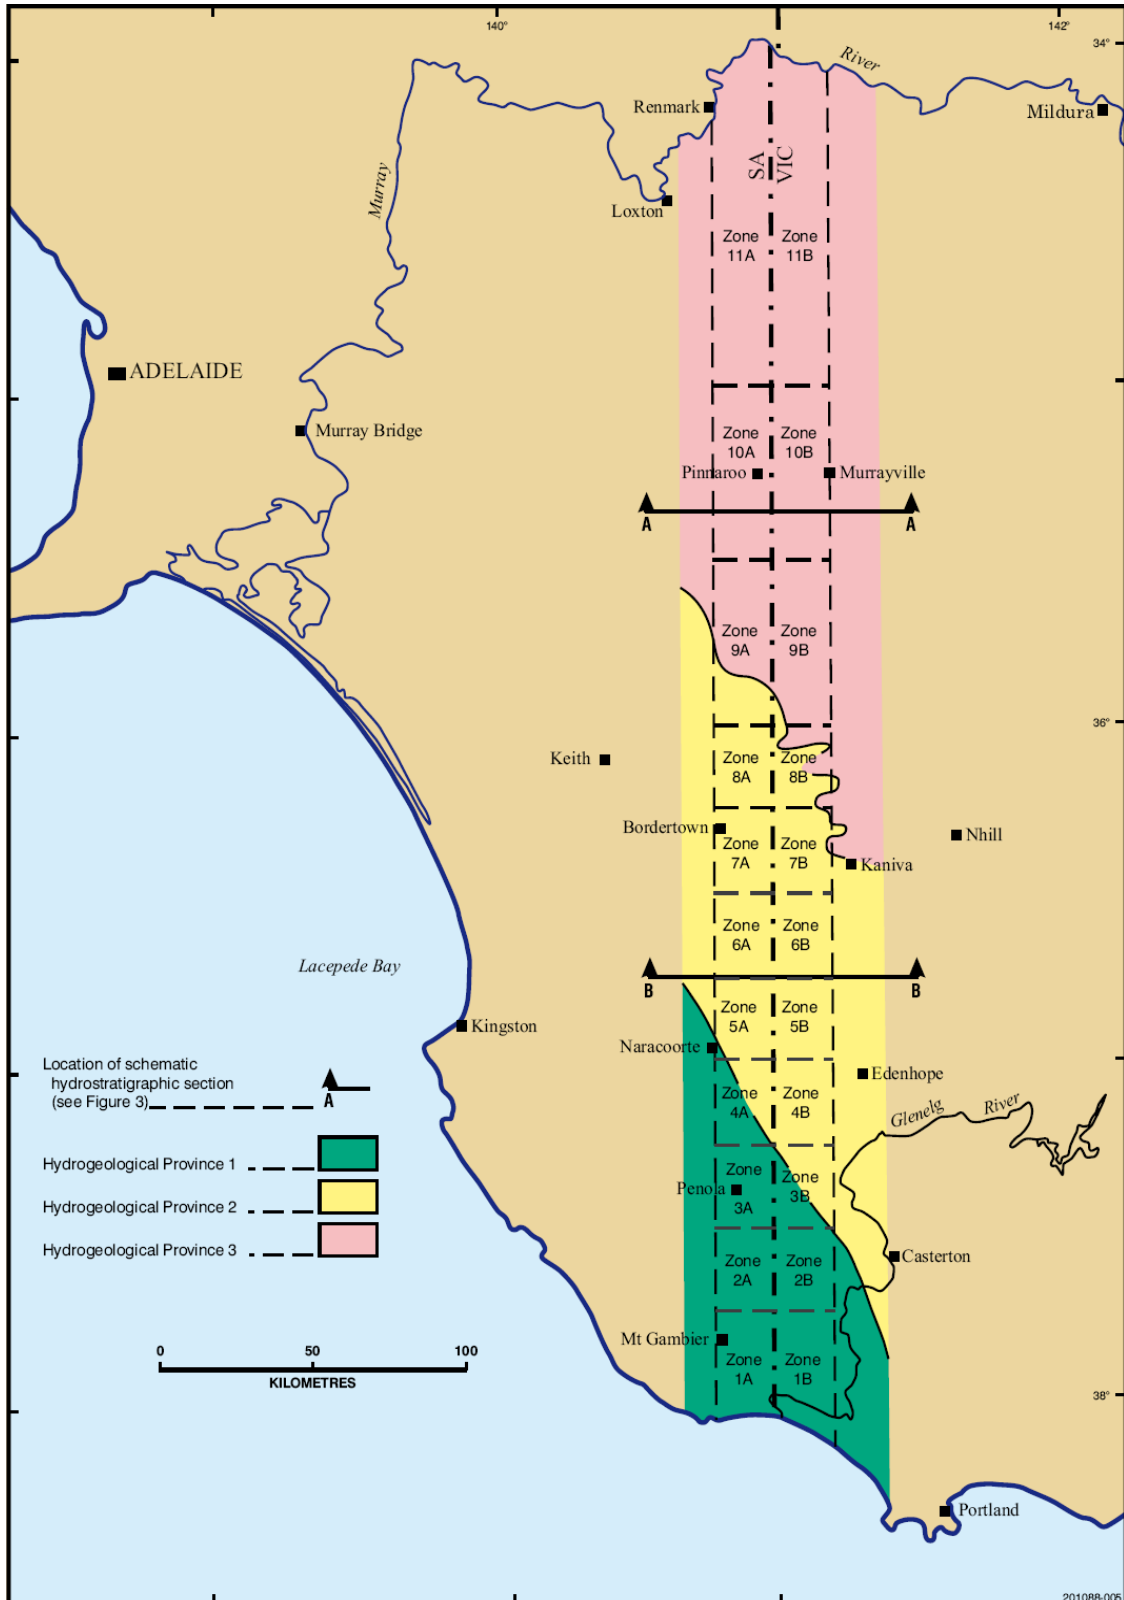 140°
142°
34°
River
Renmark
Mildura
SA
VIC
Murray
Loxton
Zone
11A
Zone
11B
ADELAIDE
Murray Bridge
Zone
10A
Zone
10B
Pinnaroo
Murrayville
A
A
Zone
9A
Zone
9B
36°
Keith
Zone
8A
Zone
8B
Bordertown
Nhill
Zone
7A
Zone
7B
Kaniva
Zone
6A
Zone
6B
Lacepede Bay
B
B
Zone
5A
Zone
5B
Kingston
Naracoorte
Edenhope
Location of schematic
hydrostratigraphic section
(see Figure 3)
A
Zone
4A
Zone
4B
Glenelg River
Hydrogeological Province 1
Zone
3A
Zone
3B
Penola
Hydrogeological Province 2
Hydrogeological Province 3
Casterton
Zone
2A
Zone
2B
Mt Gambier
0 50 100
KILOMETRES
Zone
1A
Zone
1B
38°
Portland
201088-005